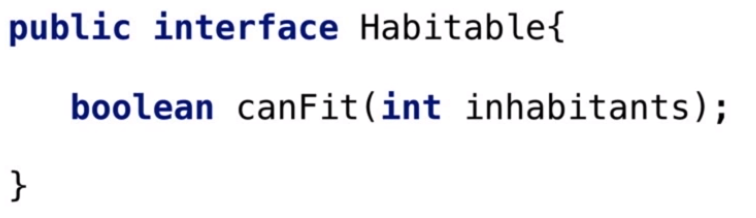 public interface Habitable{
boolean canFit(int inhabitants);
}